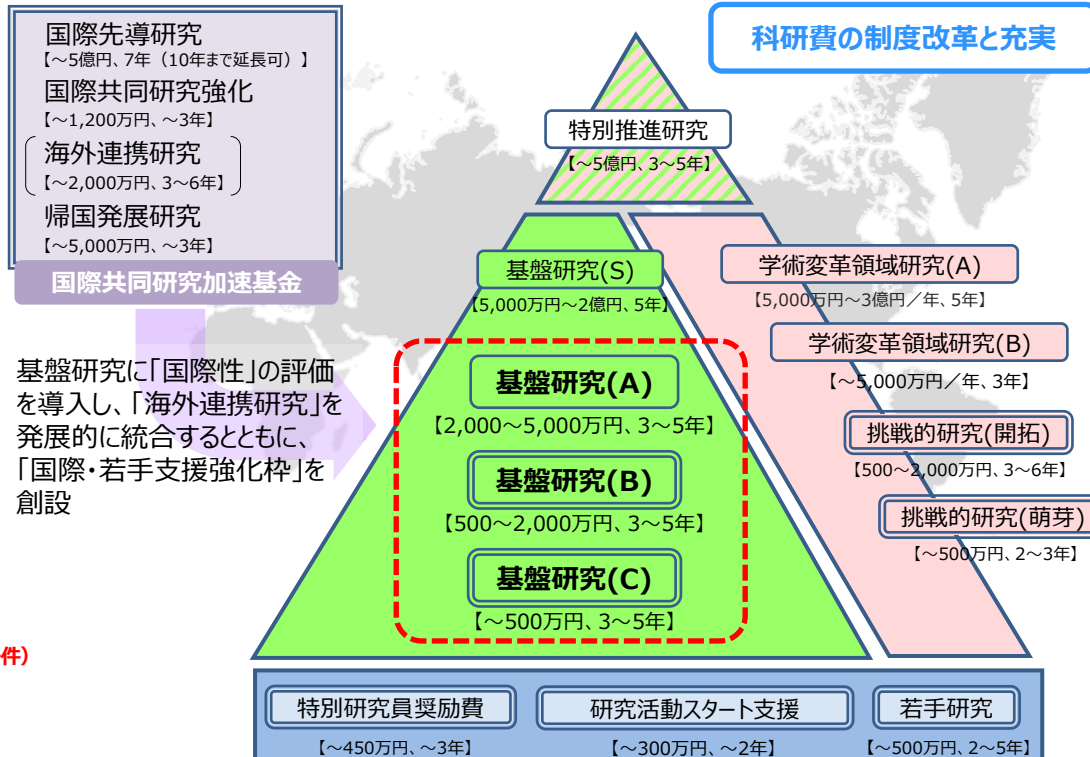 国際先導研究
【～5億円、7年（10年まで延長可）】
国際共同研究強化
【～1,200万円、～3年】
海外連携研究
【～2,000万円、3～6年】
帰国発展研究
【～5,000万円、～3年】
国際共同研究加速基金
基盤研究に「国際性」の評価
を導入し、「海外連携研究」を
発展的に統合するとともに、
「国際・若手支援強化枠」を
創設
件）
科研費の制度改革と充実
特別推進研究
【～5億円、3～5年】
基盤研究(S)
【5,000万円～2億円、5年】
基盤研究(A)
【2,000～5,000万円、3～5年】
基盤研究(B)
【500～2,000万円、3～5年】
基盤研究(C)
【～500万円、3～5年】
学術変革領域研究(A)
【5,000万円～3億円／年、5年】
学術変革領域研究(B)
【～5,000万円／年、3年】
挑戦的研究(開拓)
【500～2,000万円、3～6年】
挑戦的研究(萌芽)
【～500万円、2～3年】
特別研究員奨励費
【～450万円、～3年】
研究活動スタート支援
【～300万円、～2年】
若手研究
【～500万円、2～5年】